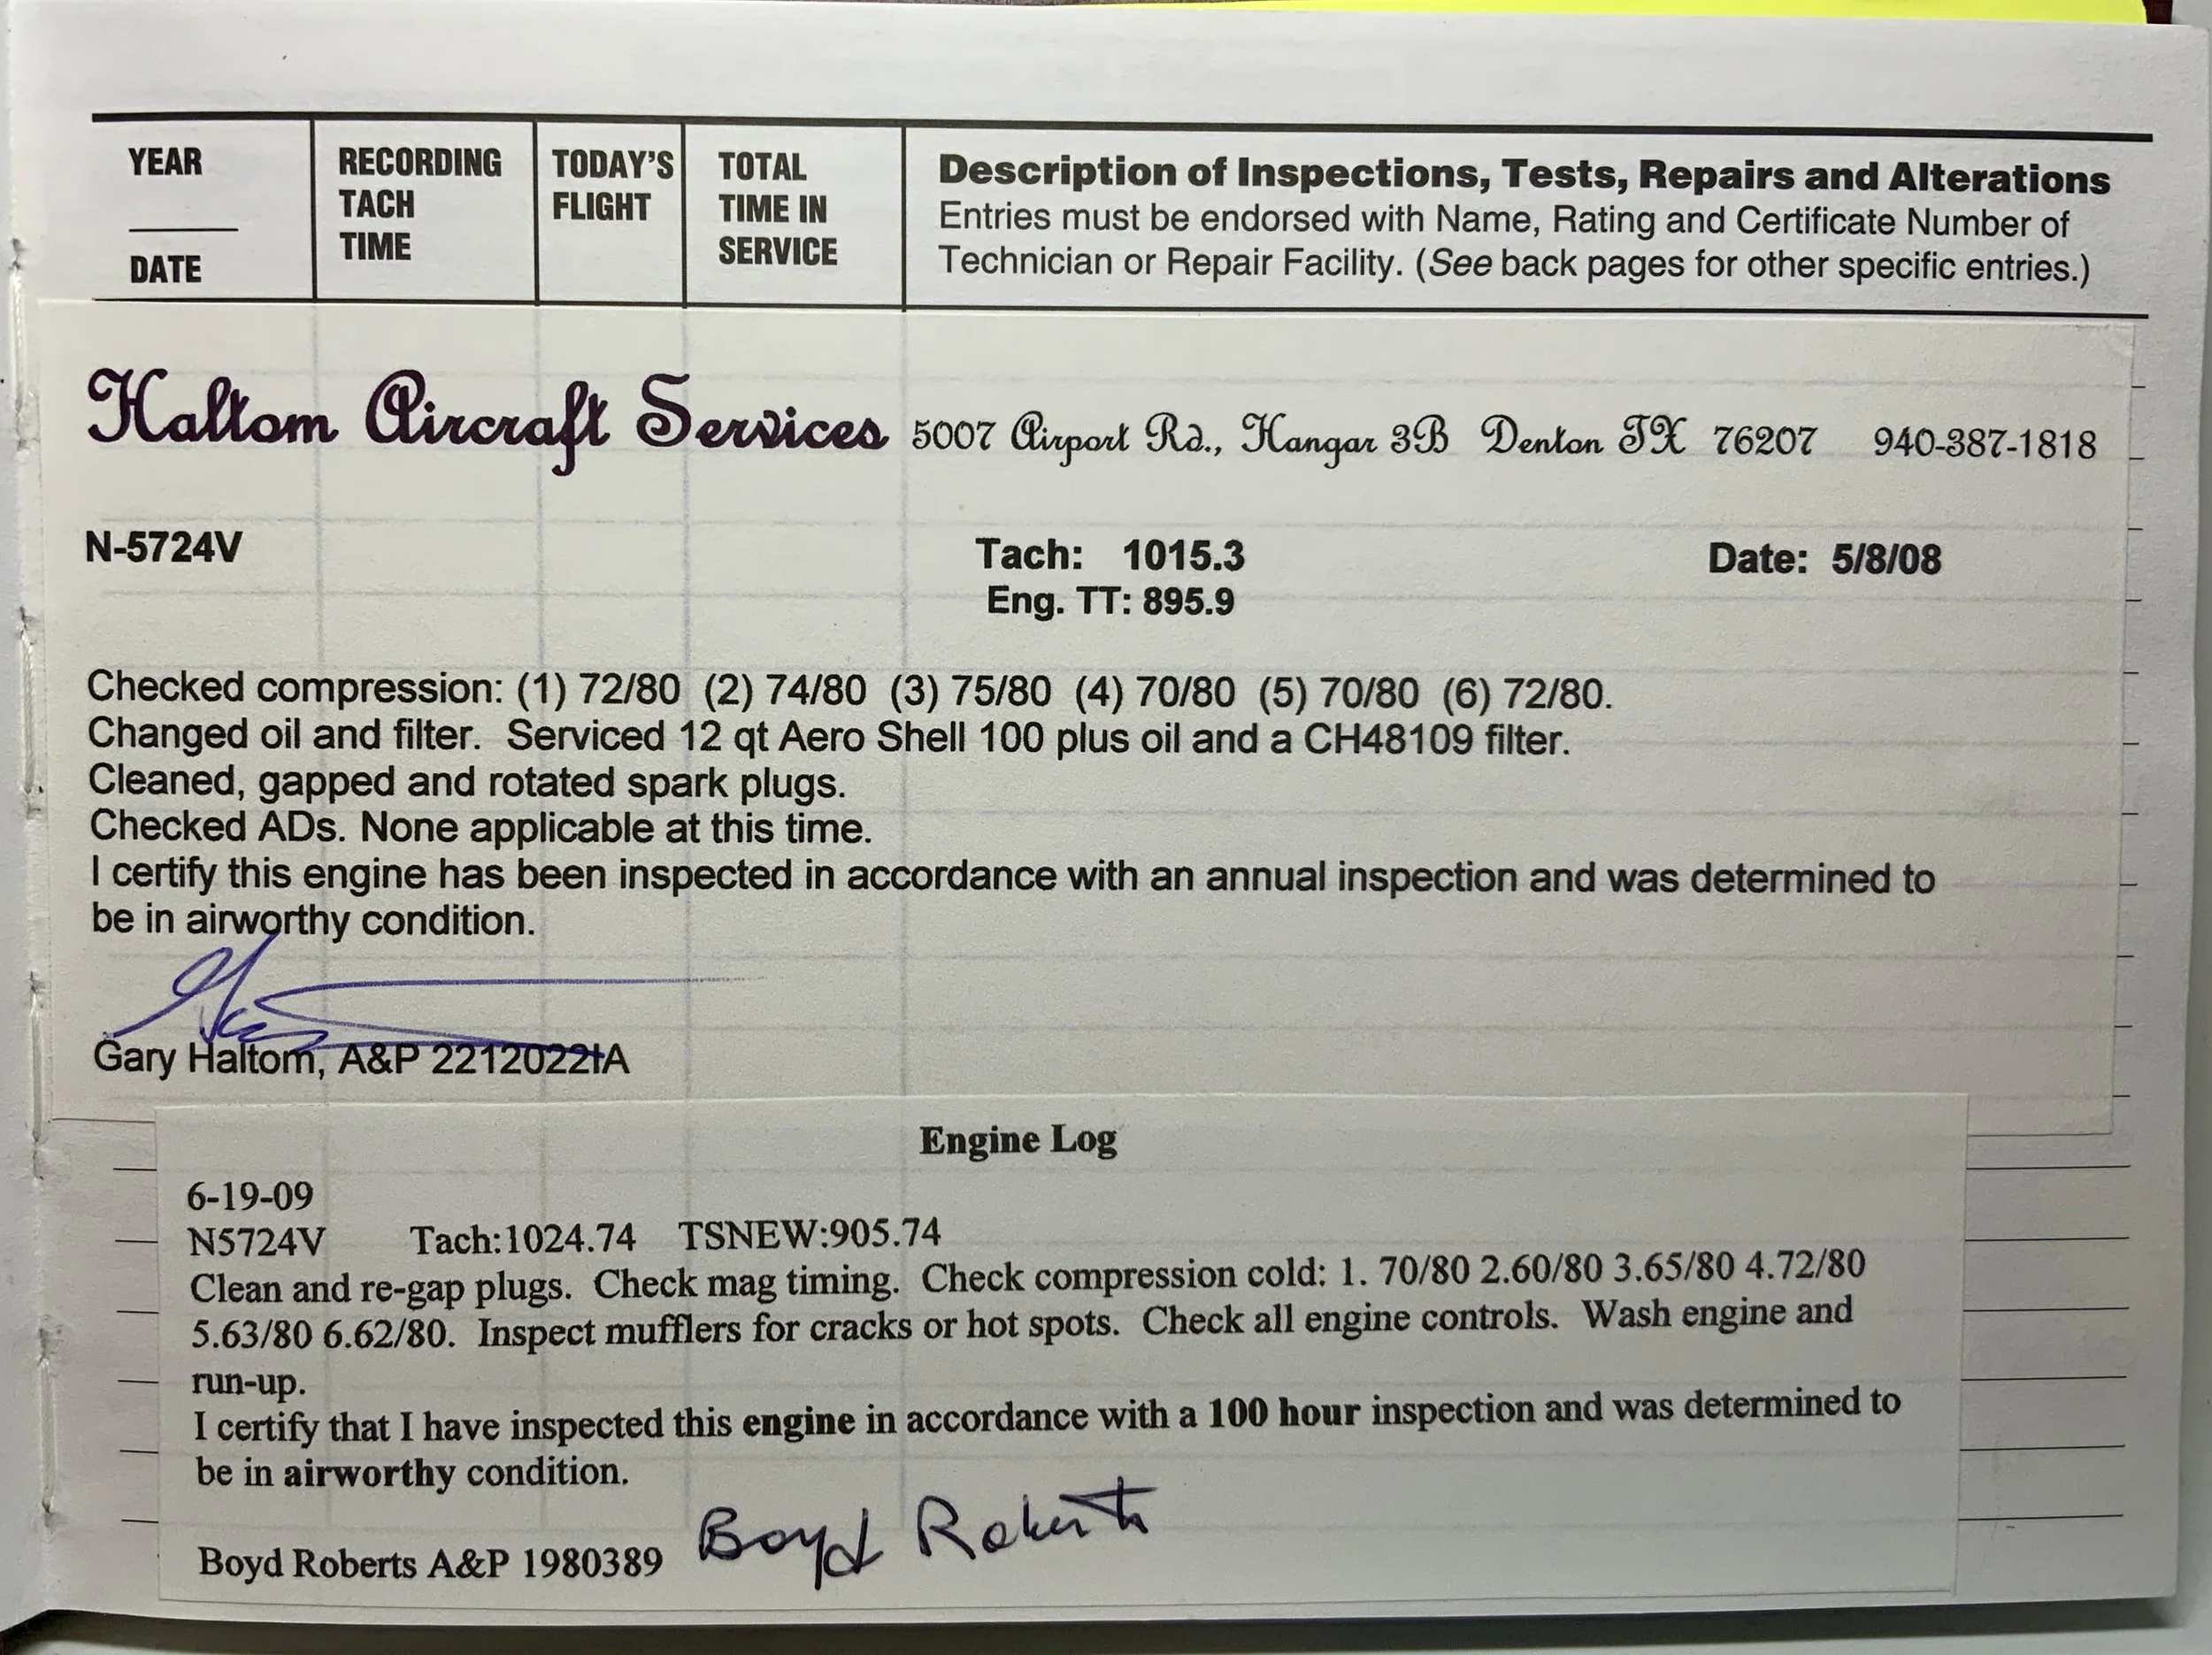 YEAR
DATE
RECORDING
TACH
TIME
TODAY'S
FLIGHT
TOTAL
TIME IN
SERVICE
Description of Inspections, Tests, Repairs and Alterations
Entries must be endorsed with Name, Rating and Certificate Number of
Technician or Repair Facility. (See back pages for other specific entries.)
Haltom Aircraft Services 5007 Airport Rd., Hangar 3B Denton TX 76207 940-387-1818
N-5724V Tach: 1015.3 Date: 5/8/08
Eng. TT: 895.9
Checked compression: (1) 72/80 (2) 74/80 (3) 75/80 (4) 70/80 (5) 70/80 (6) 72/80.
Changed oil and filter. Serviced 12 qt Aero Shell 100 plus oil and a CH48109 filter.
Cleaned, gapped and rotated spark plugs.
Checked ADs. None applicable at this time.
I certify this engine has been inspected in accordance with an annual inspection and was determined to
be in airworthy condition.
Gary Haltom, A&P 2212022IA
Engine Log
6-19-09
N5724V Tach:1024.74 TSNEW:905.74
Clean and re-gap plugs. Check mag timing. Check compression cold: 1. 70/80 2.60/80 3.65/80 4.72/80
5.63/80 6.62/80. Inspect mufflers for cracks or hot spots. Check all engine controls. Wash engine and
run-up.
I certify that I have inspected this engine in accordance with a 100 hour inspection and was determined to
be in airworthy condition.
Boyd Roberts A&P 1980389 Boyd Roberts